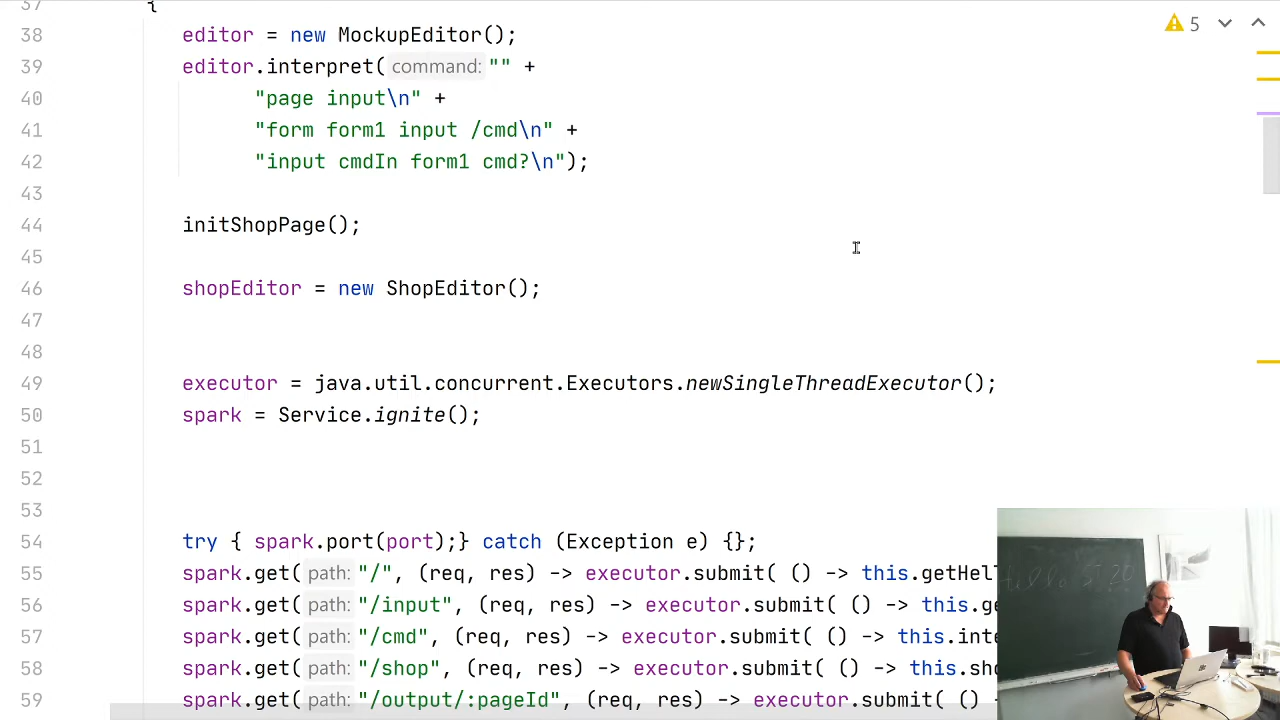 37 {
38 editor = new MockupEditor();
39 editor.interpret( command: "" +
40 "page input\n" +
41 "form form1 input /cmd\n" +
42 "input cmdIn form1 cmd?\n");
43
44 initShopPage();
45
46 shopEditor = new ShopEditor();
47
48
49 executor = java.util.concurrent.Executors.newSingleThreadExecutor();
50 spark = Service.ignite();
51
52
53
54 try { spark.port(port);} catch (Exception e) {};
55 spark.get( path: "/", (req, res) -> executor.submit( () -> this.getHell
56 spark.get( path: "/input", (req, res) -> executor.submit( () -> this.ge
57 spark.get( path: "/cmd", (req, res) -> executor.submit( () -> this.inte
58 spark.get( path: "/shop", (req, res) -> executor.submit( () -> this.sho
59 spark.get( path: "/output/:pageId", (req, res) -> executor.submit( ()
5